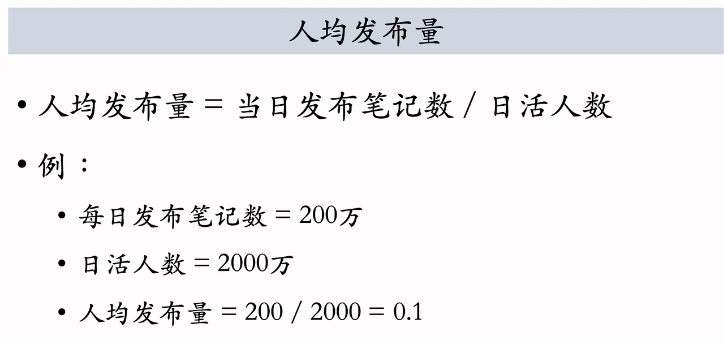 人均发布量
• 人均发布量 = 当日发布笔记数 / 日活人数
• 例：
• 每日发布笔记数 = 200万
• 日活人数 = 2000万
• 人均发布量 = 200 / 2000 = 0.1